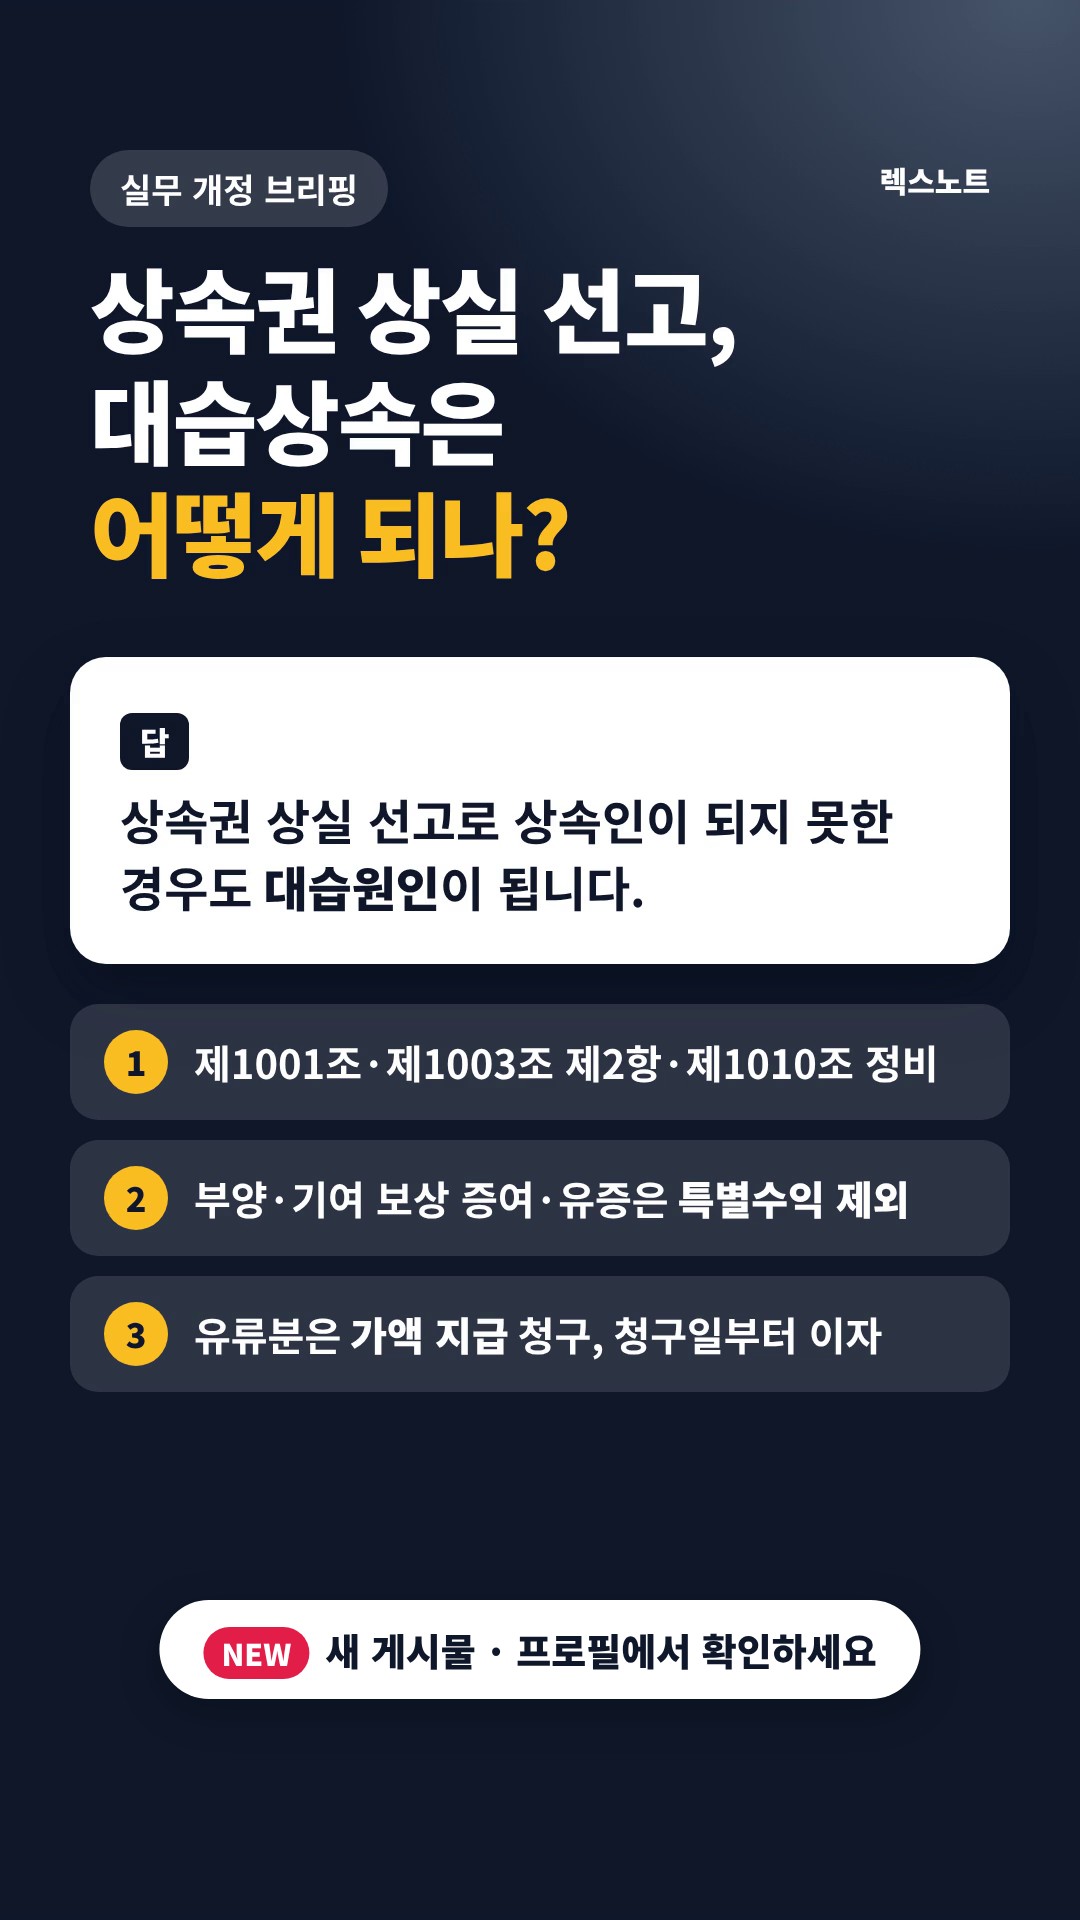 실무 개정 브리핑
렉스노트
상속권 상실 선고,
대습상속은
어떻게 되나?
답
상속권 상실 선고로 상속인이 되지 못한
경우도 대습원인이 됩니다.
1 제1001조·제1003조 제2항·제1010조 정비
2 부양·기여 보상 증여·유증은 특별수익 제외
3 유류분은 가액 지급 청구, 청구일부터 이자
NEW 새 게시물 · 프로필에서 확인하세요